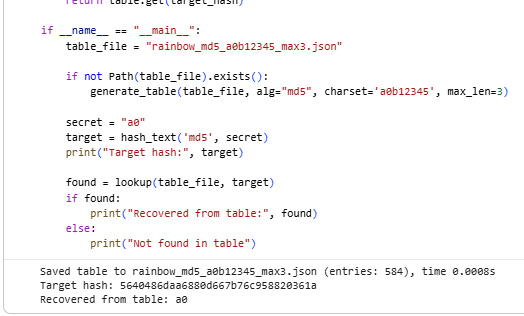 return table.get(target_hash)
if __name__ == "__main__":
table_file = "rainbow_md5_a0b12345_max3.json"
if not Path(table_file).exists():
generate_table(table_file, alg="md5", charset='a0b12345', max_len=3)
secret = "a0"
target = hash_text('md5', secret)
print("Target hash:", target)
found = lookup(table_file, target)
if found:
print("Recovered from table:", found)
else:
print("Not found in table")
Saved table to rainbow_md5_a0b12345_max3.json (entries: 584), time 0.0008s
Target hash: 5640486daa6880d667b76c958820361a
Recovered from table: a0